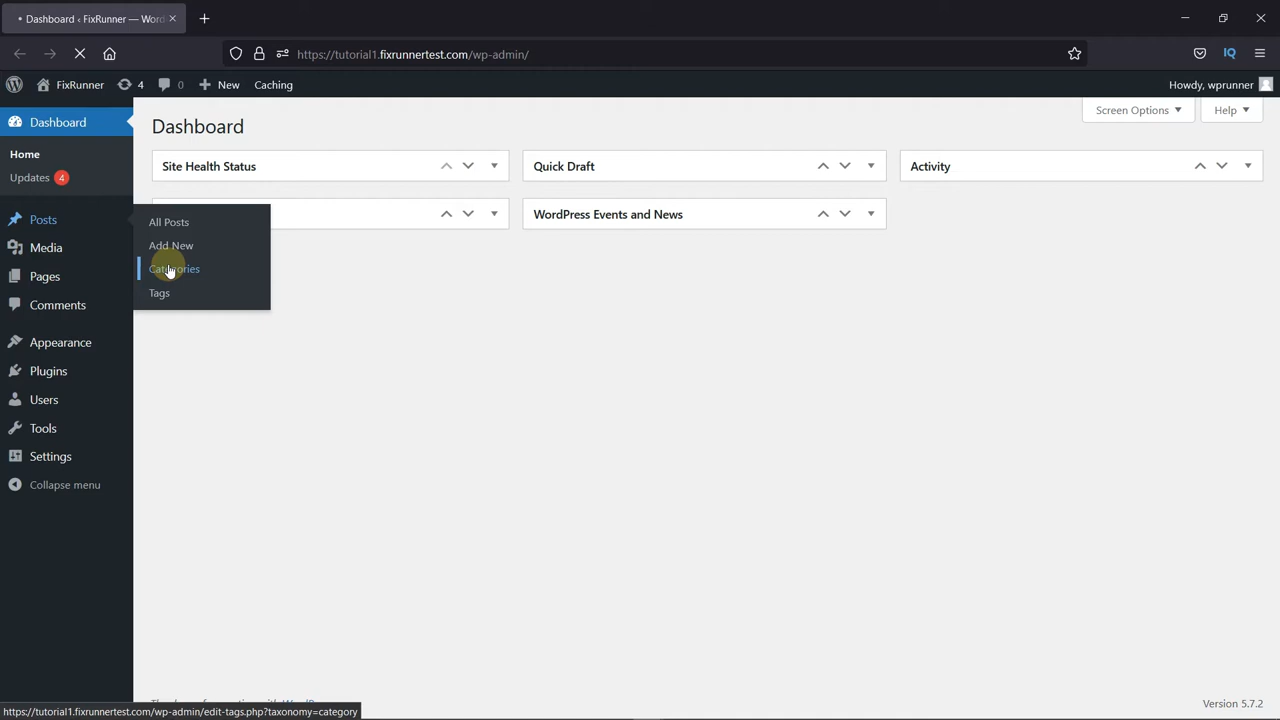 Dashboard ‹ FixRunner — Word
https://tutorial1.fixrunnertest.com/wp-admin/
FixRunner
4
0
New
Caching
Howdy, wprunner
Dashboard
Home
Updates 4
Posts
Media
Pages
Comments
Appearance
Plugins
Users
Tools
Settings
Collapse menu
All Posts
Add New
Categories
Tags
Dashboard
Screen Options
Help
Site Health Status
Quick Draft
Activity
WordPress Events and News
Version 5.7.2
https://tutorial1.fixrunnertest.com/wp-admin/edit-tags.php?taxonomy=category